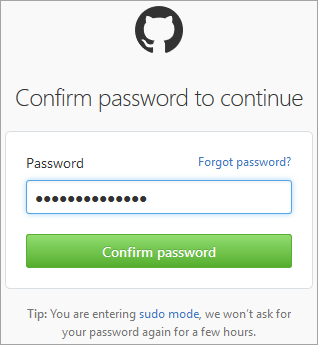 Confirm password to continue
Password
Forgot password?
••••••••••••••
Confirm password
Tip: You are entering sudo mode, we won't ask for
your password again for a few hours.